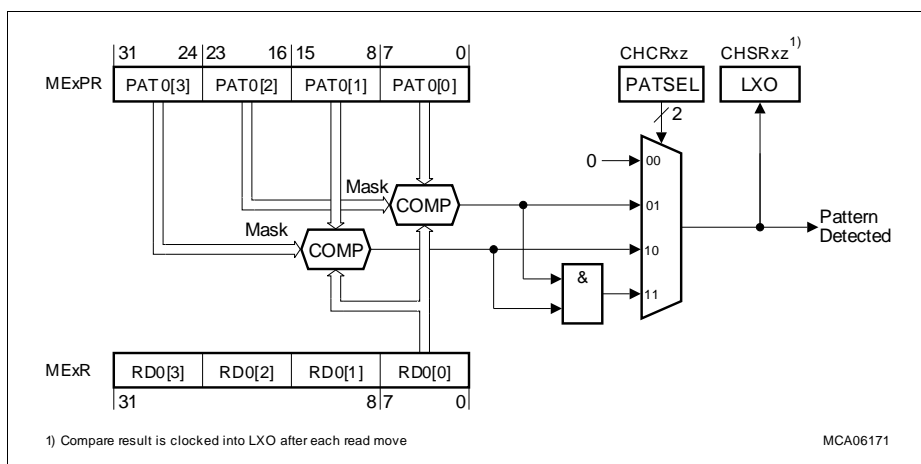 31 24 23 16 15 8 7 0
CHCRxz CHSRxz 1)
MExPR PAT0[3] PAT0[2] PAT0[1] PAT0[0] PATSEL LXO
2
0 00
Mask
COMP 01
Mask
COMP 10
Pattern
Detected
&
11
MExR RD0[3] RD0[2] RD0[1] RD0[0]
31 8 7 0
1) Compare result is clocked into LXO after each read move MCA06171